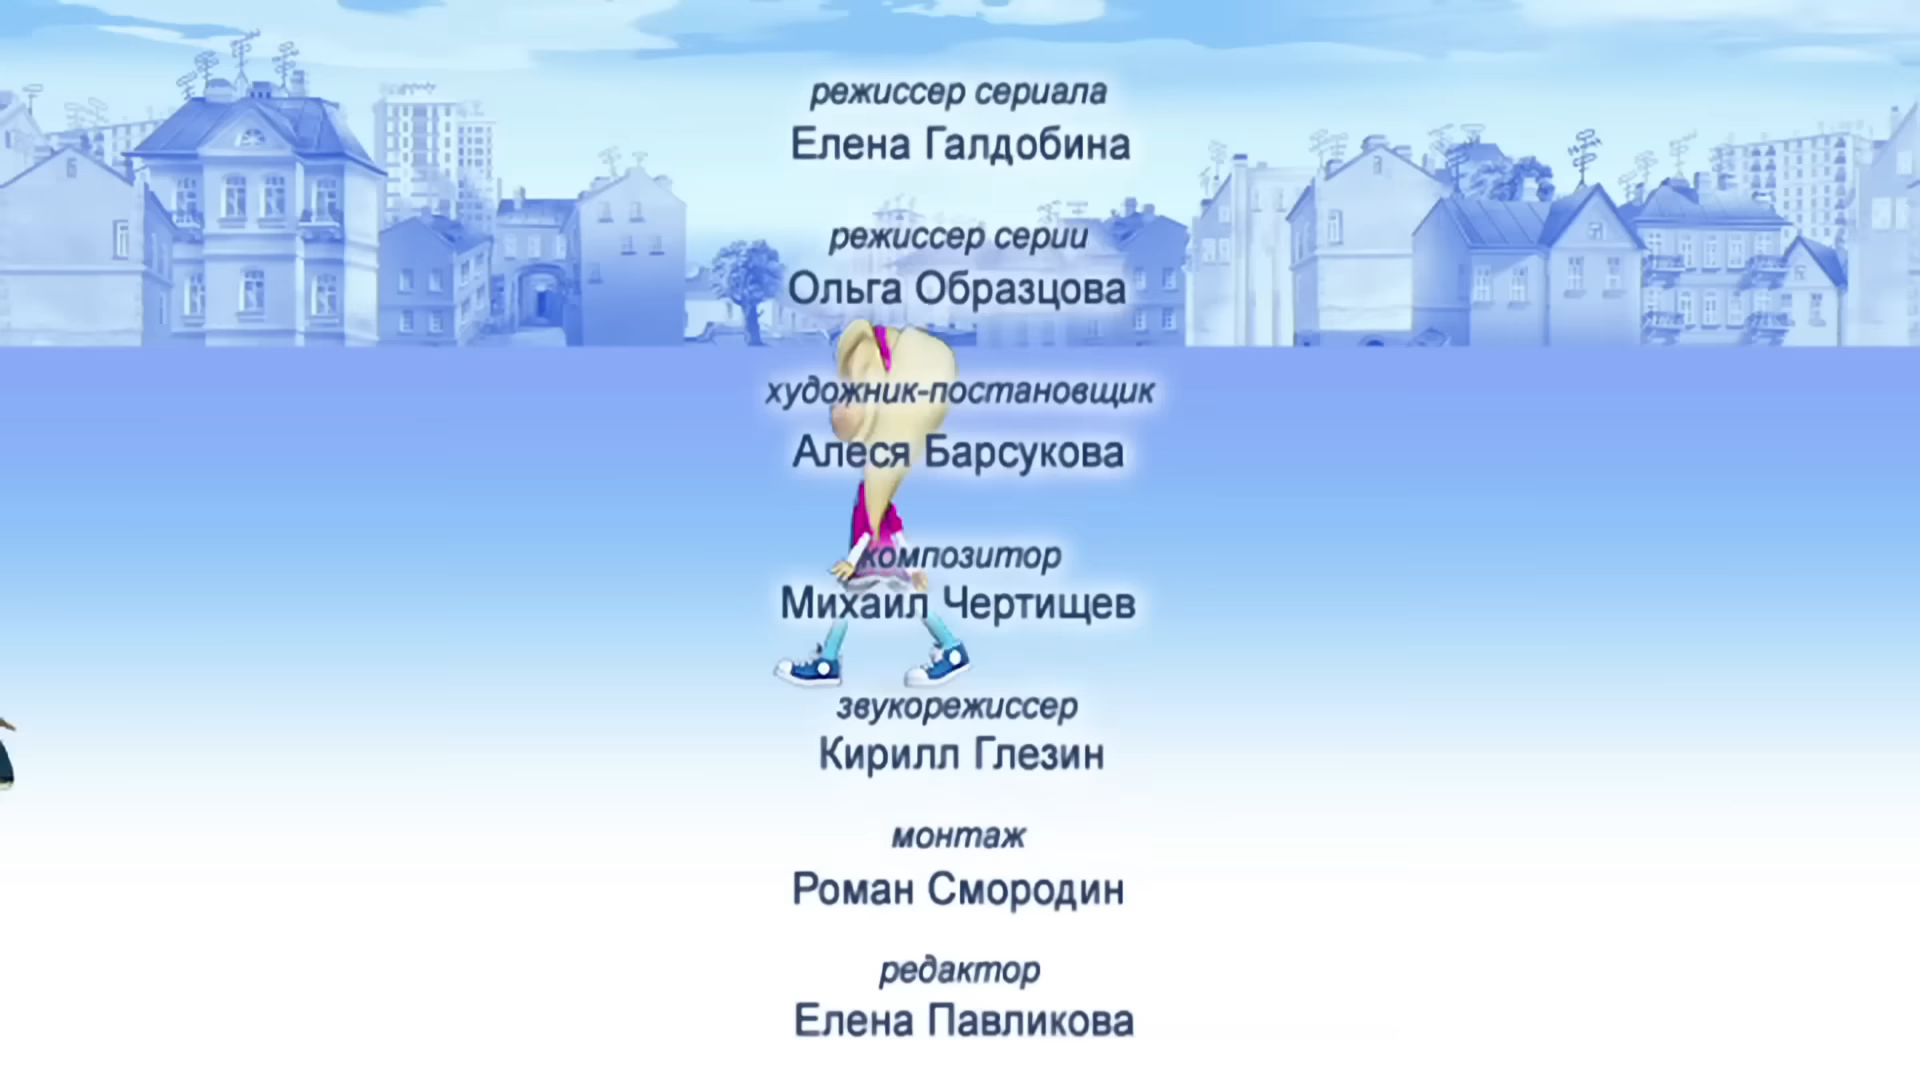 режиссер сериала
Елена Галдобина
режиссер серии
Ольга Образцова
художник-постановщик
Алеся Барсукова
композитор
Михаил Чертищев
звукорежиссер
Кирилл Глезин
монтаж
Роман Смородин
редактор
Елена Павликова